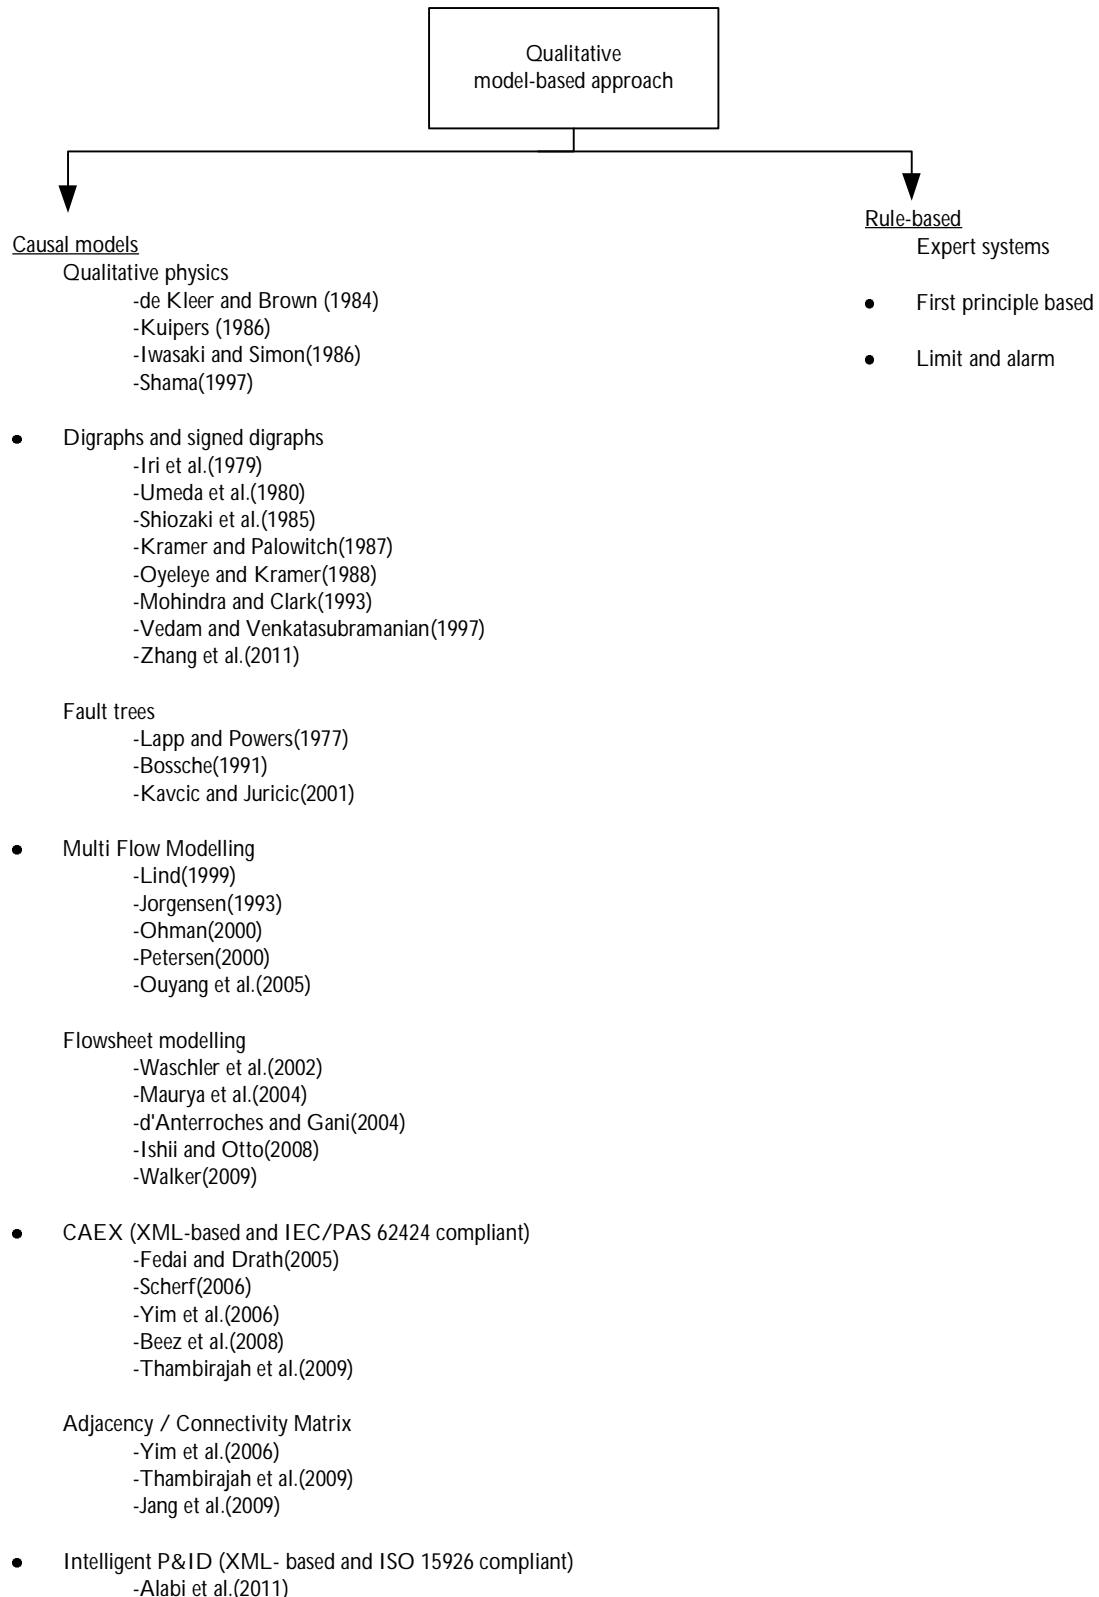 Qualitative
model-based approach
Causal models
Qualitative physics
-de Kleer and Brown (1984)
-Kuipers (1986)
-Iwasaki and Simon(1986)
-Shama(1997)
● Digraphs and signed digraphs
-Iri et al.(1979)
-Umeda et al.(1980)
-Shiozaki et al.(1985)
-Kramer and Palowitch(1987)
-Oyeleye and Kramer(1988)
-Mohindra and Clark(1993)
-Vedam and Venkatasubramanian(1997)
-Zhang et al.(2011)
Fault trees
-Lapp and Powers(1977)
-Bossche(1991)
-Kavcic and Juricic(2001)
● Multi Flow Modelling
-Lind(1999)
-Jorgensen(1993)
-Ohman(2000)
-Petersen(2000)
-Ouyang et al.(2005)
Flowsheet modelling
-Waschler et al.(2002)
-Maurya et al.(2004)
-d'Anterroches and Gani(2004)
-Ishii and Otto(2008)
-Walker(2009)
● CAEX (XML-based and IEC/PAS 62424 compliant)
-Fedai and Drath(2005)
-Scherf(2006)
-Yim et al.(2006)
-Beez et al.(2008)
-Thambirajah et al.(2009)
Adjacency / Connectivity Matrix
-Yim et al.(2006)
-Thambirajah et al.(2009)
-Jang et al.(2009)
● Intelligent P&ID (XML- based and ISO 15926 compliant)
-Alabi et al.(2011)
Rule-based
Expert systems
● First principle based
● Limit and alarm